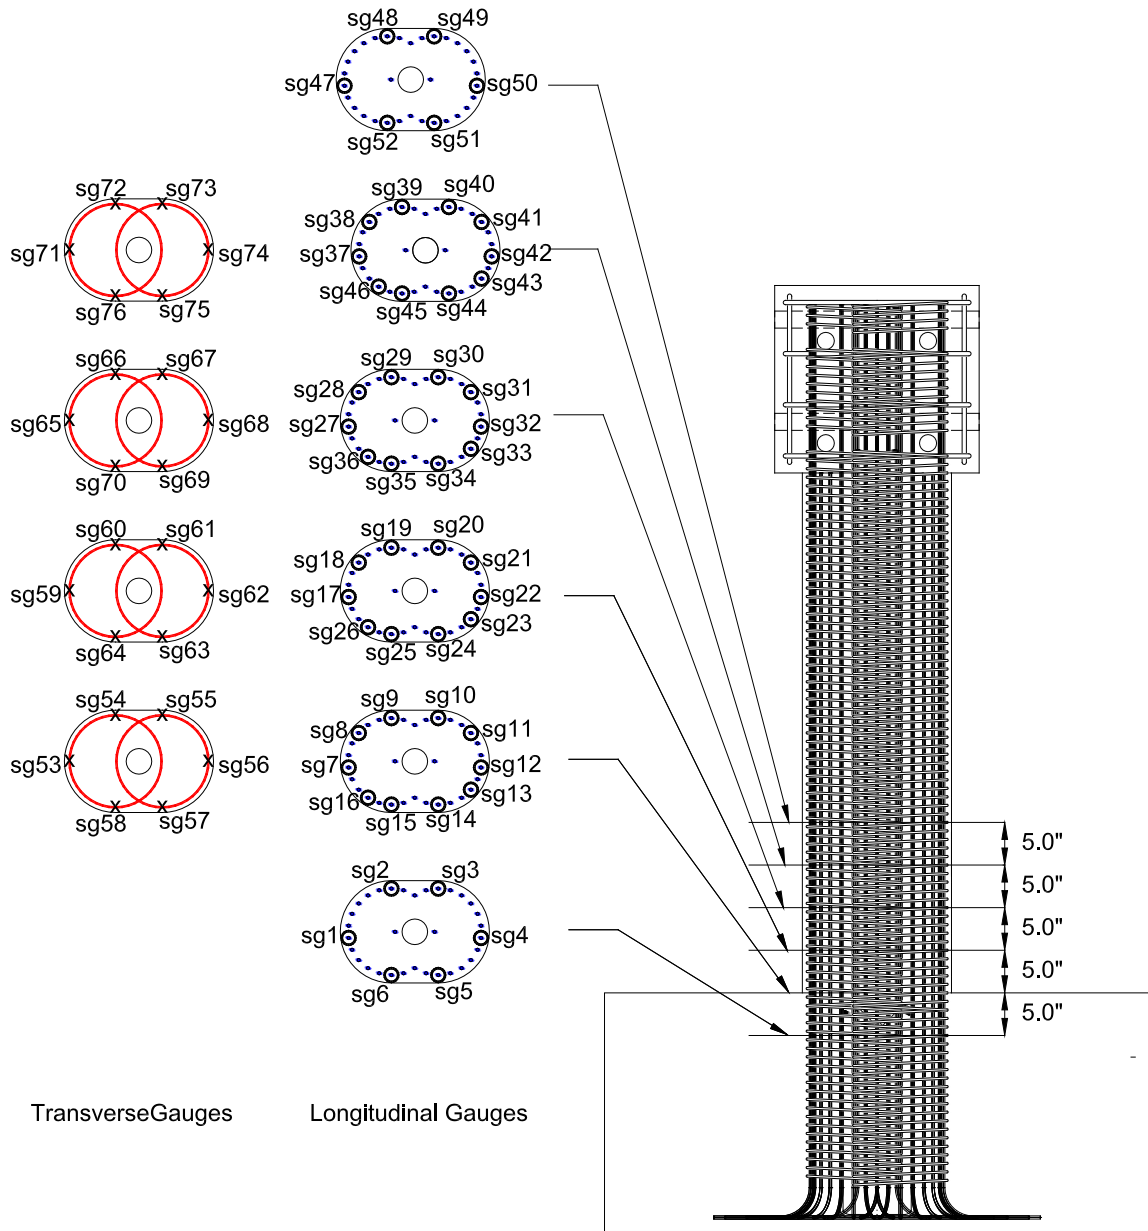 sg48 sg49
sg47 sg50
sg52 sg51
sg72 sg73
sg71 sg74
sg76 sg75
sg39 sg40
sg38 sg41
sg37 sg42
sg46 sg43
sg45 sg44
sg66 sg67
sg65 sg68
sg70 sg69
sg29 sg30
sg28 sg31
sg27 sg32
sg36 sg33
sg35 sg34
sg60 sg61
sg59 sg62
sg64 sg63
sg19 sg20
sg18 sg21
sg17 sg22
sg26 sg23
sg25 sg24
sg54 sg55
sg53 sg56
sg58 sg57
sg9 sg10
sg8 sg11
sg7 sg12
sg16 sg13
sg15 sg14
sg2 sg3
sg1 sg4
sg6 sg5
5.0"
5.0"
5.0"
5.0"
5.0"
TransverseGauges
Longitudinal Gauges